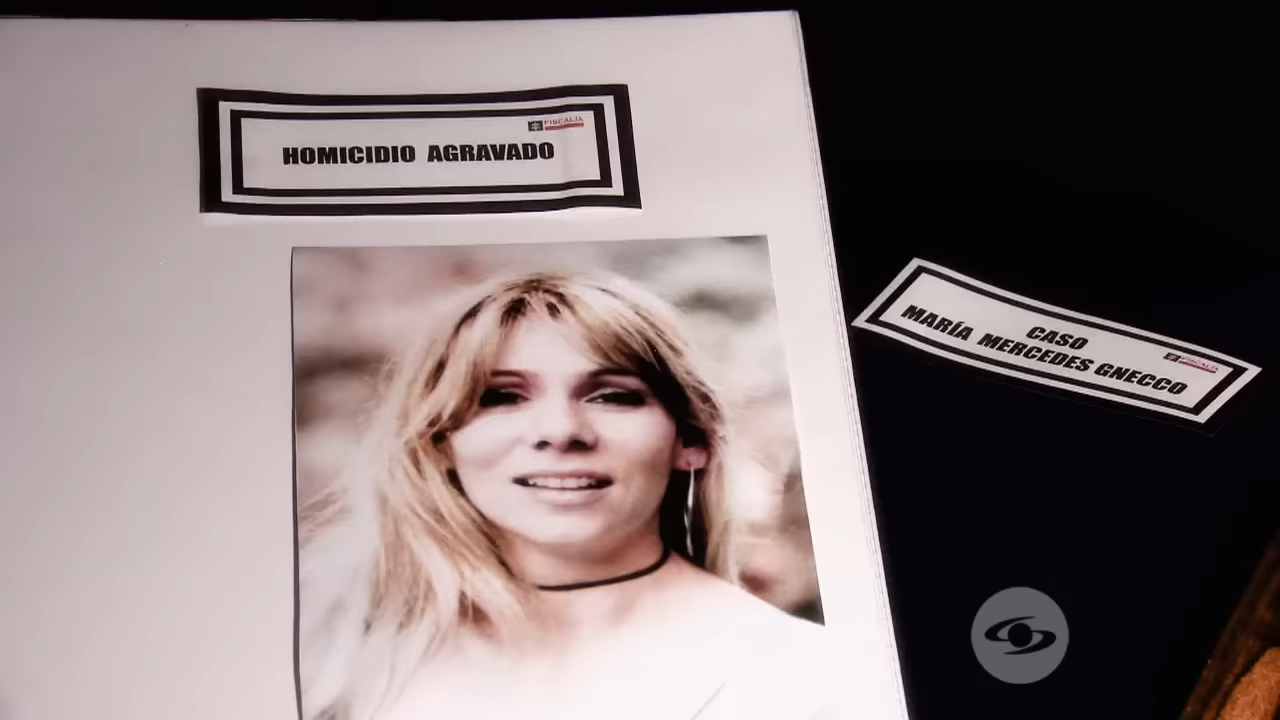 FISCALÍA
HOMICIDIO AGRAVADO
FISCALÍA
CASO
MARÍA MERCEDES GNECCO